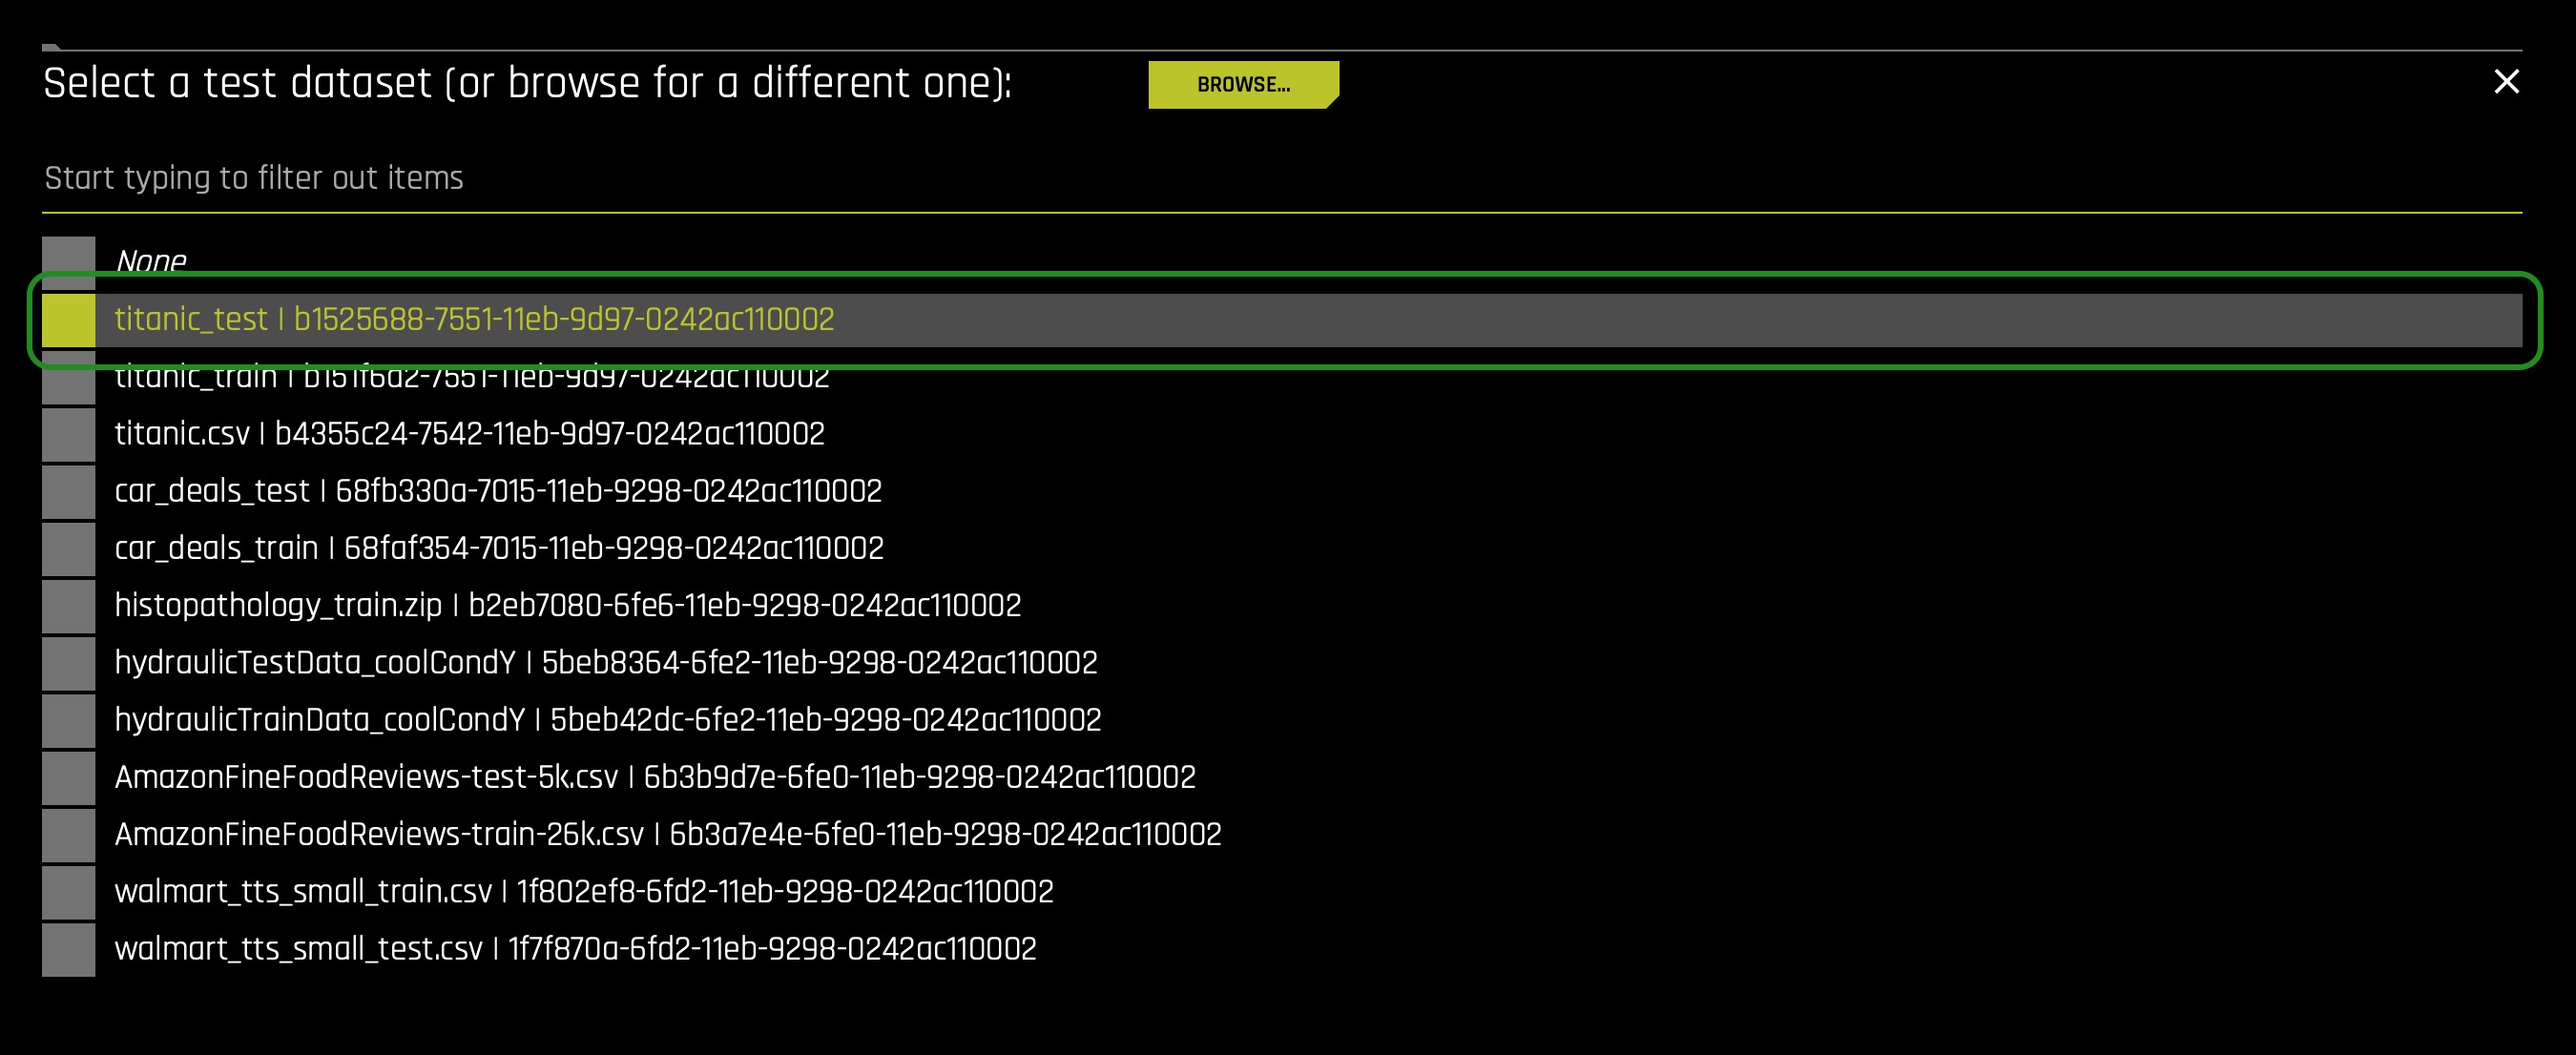 Select a test dataset (or browse for a different one): BROWSE...
Start typing to filter out items
None
titanic_test | b1525688-7551-11eb-9d97-0242ac110002
titanic_train | b151f6d2-7551-11eb-9d97-0242ac110002
titanic.csv | b4355c24-7542-11eb-9d97-0242ac110002
car_deals_test | 68fb330a-7015-11eb-9298-0242ac110002
car_deals_train | 68faf354-7015-11eb-9298-0242ac110002
histopathology_train.zip | b2eb7080-6fe6-11eb-9298-0242ac110002
hydraulicTestData_coolCondY | 5beb8364-6fe2-11eb-9298-0242ac110002
hydraulicTrainData_coolCondY | 5beb42dc-6fe2-11eb-9298-0242ac110002
AmazonFineFoodReviews-test-5k.csv | 6b3b9d7e-6fe0-11eb-9298-0242ac110002
AmazonFineFoodReviews-train-26k.csv | 6b3a7e4e-6fe0-11eb-9298-0242ac110002
walmart_tts_small_train.csv | 1f802ef8-6fd2-11eb-9298-0242ac110002
walmart_tts_small_test.csv | 1f7f870a-6fd2-11eb-9298-0242ac110002